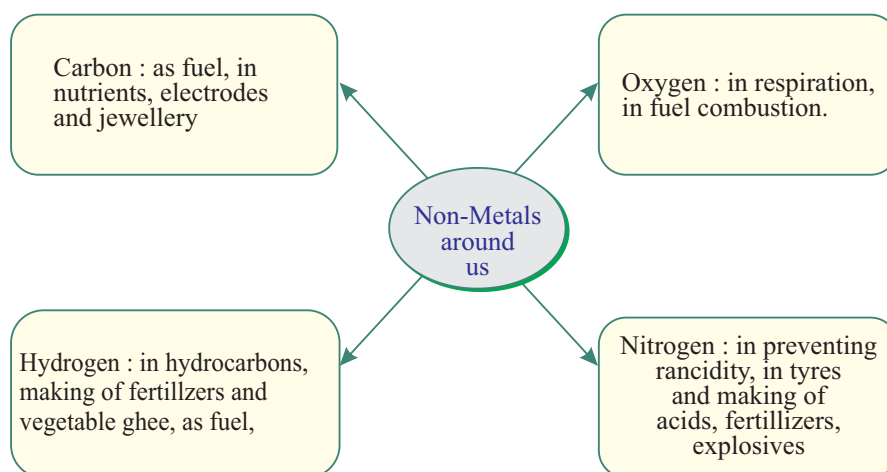 Carbon : as fuel, in
nutrients, electrodes
and jewellery
Oxygen : in respiration,
in fuel combustion.
Non-Metals
around
us
Hydrogen : in hydrocarbons,
making of fertillzers and
vegetable ghee, as fuel,
Nitrogen : in preventing
rancidity, in tyres
and making of
acids, fertillizers,
explosives